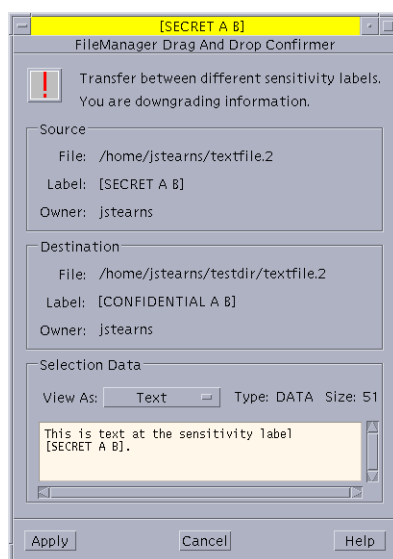 [SECRET A B]
FileManager Drag And Drop Confirmer
Transfer between different sensitivity labels.
You are downgrading information.
Source
File: /home/jstearns/textfile.2
Label: [SECRET A B]
Owner: jstearns
Destination
File: /home/jstearns/testdir/textfile.2
Label: [CONFIDENTIAL A B]
Owner: jstearns
Selection Data
View As: Text Type: DATA Size: 51
This is text at the sensitivity label
[SECRET A B].
Apply Cancel Help